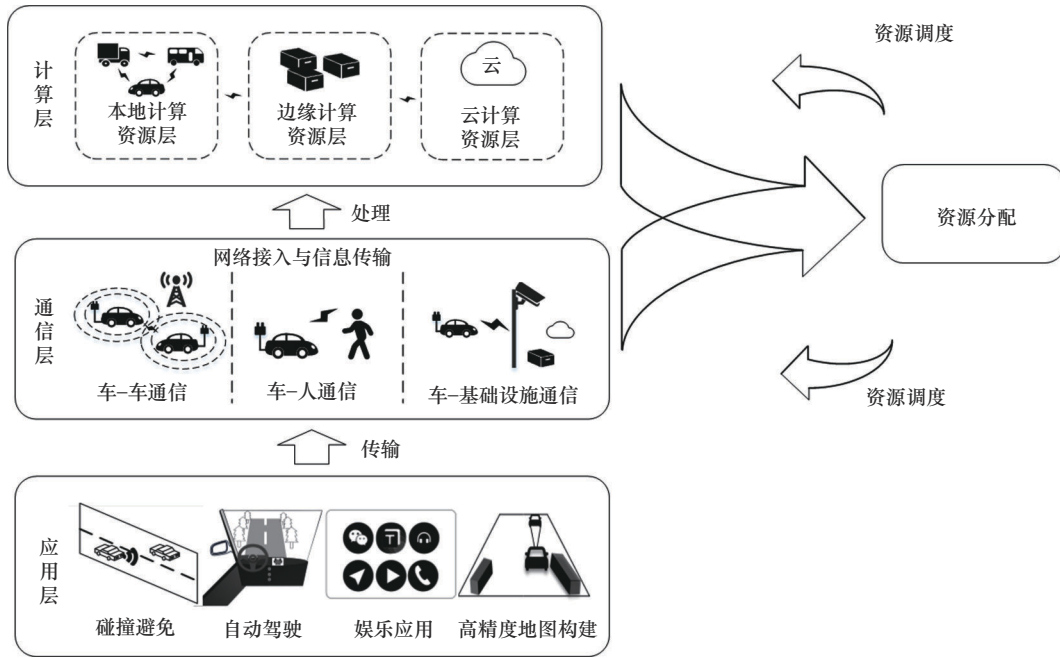 计算层
云
本地计算
资源层
边缘计算
资源层
云计算
资源层
处理
网络接入与信息传输
通信层
车-车通信
车-人通信
车-基础设施通信
传输
应用层
碰撞避免
自动驾驶
娱乐应用
高精度地图构建
资源调度
资源分配
资源调度